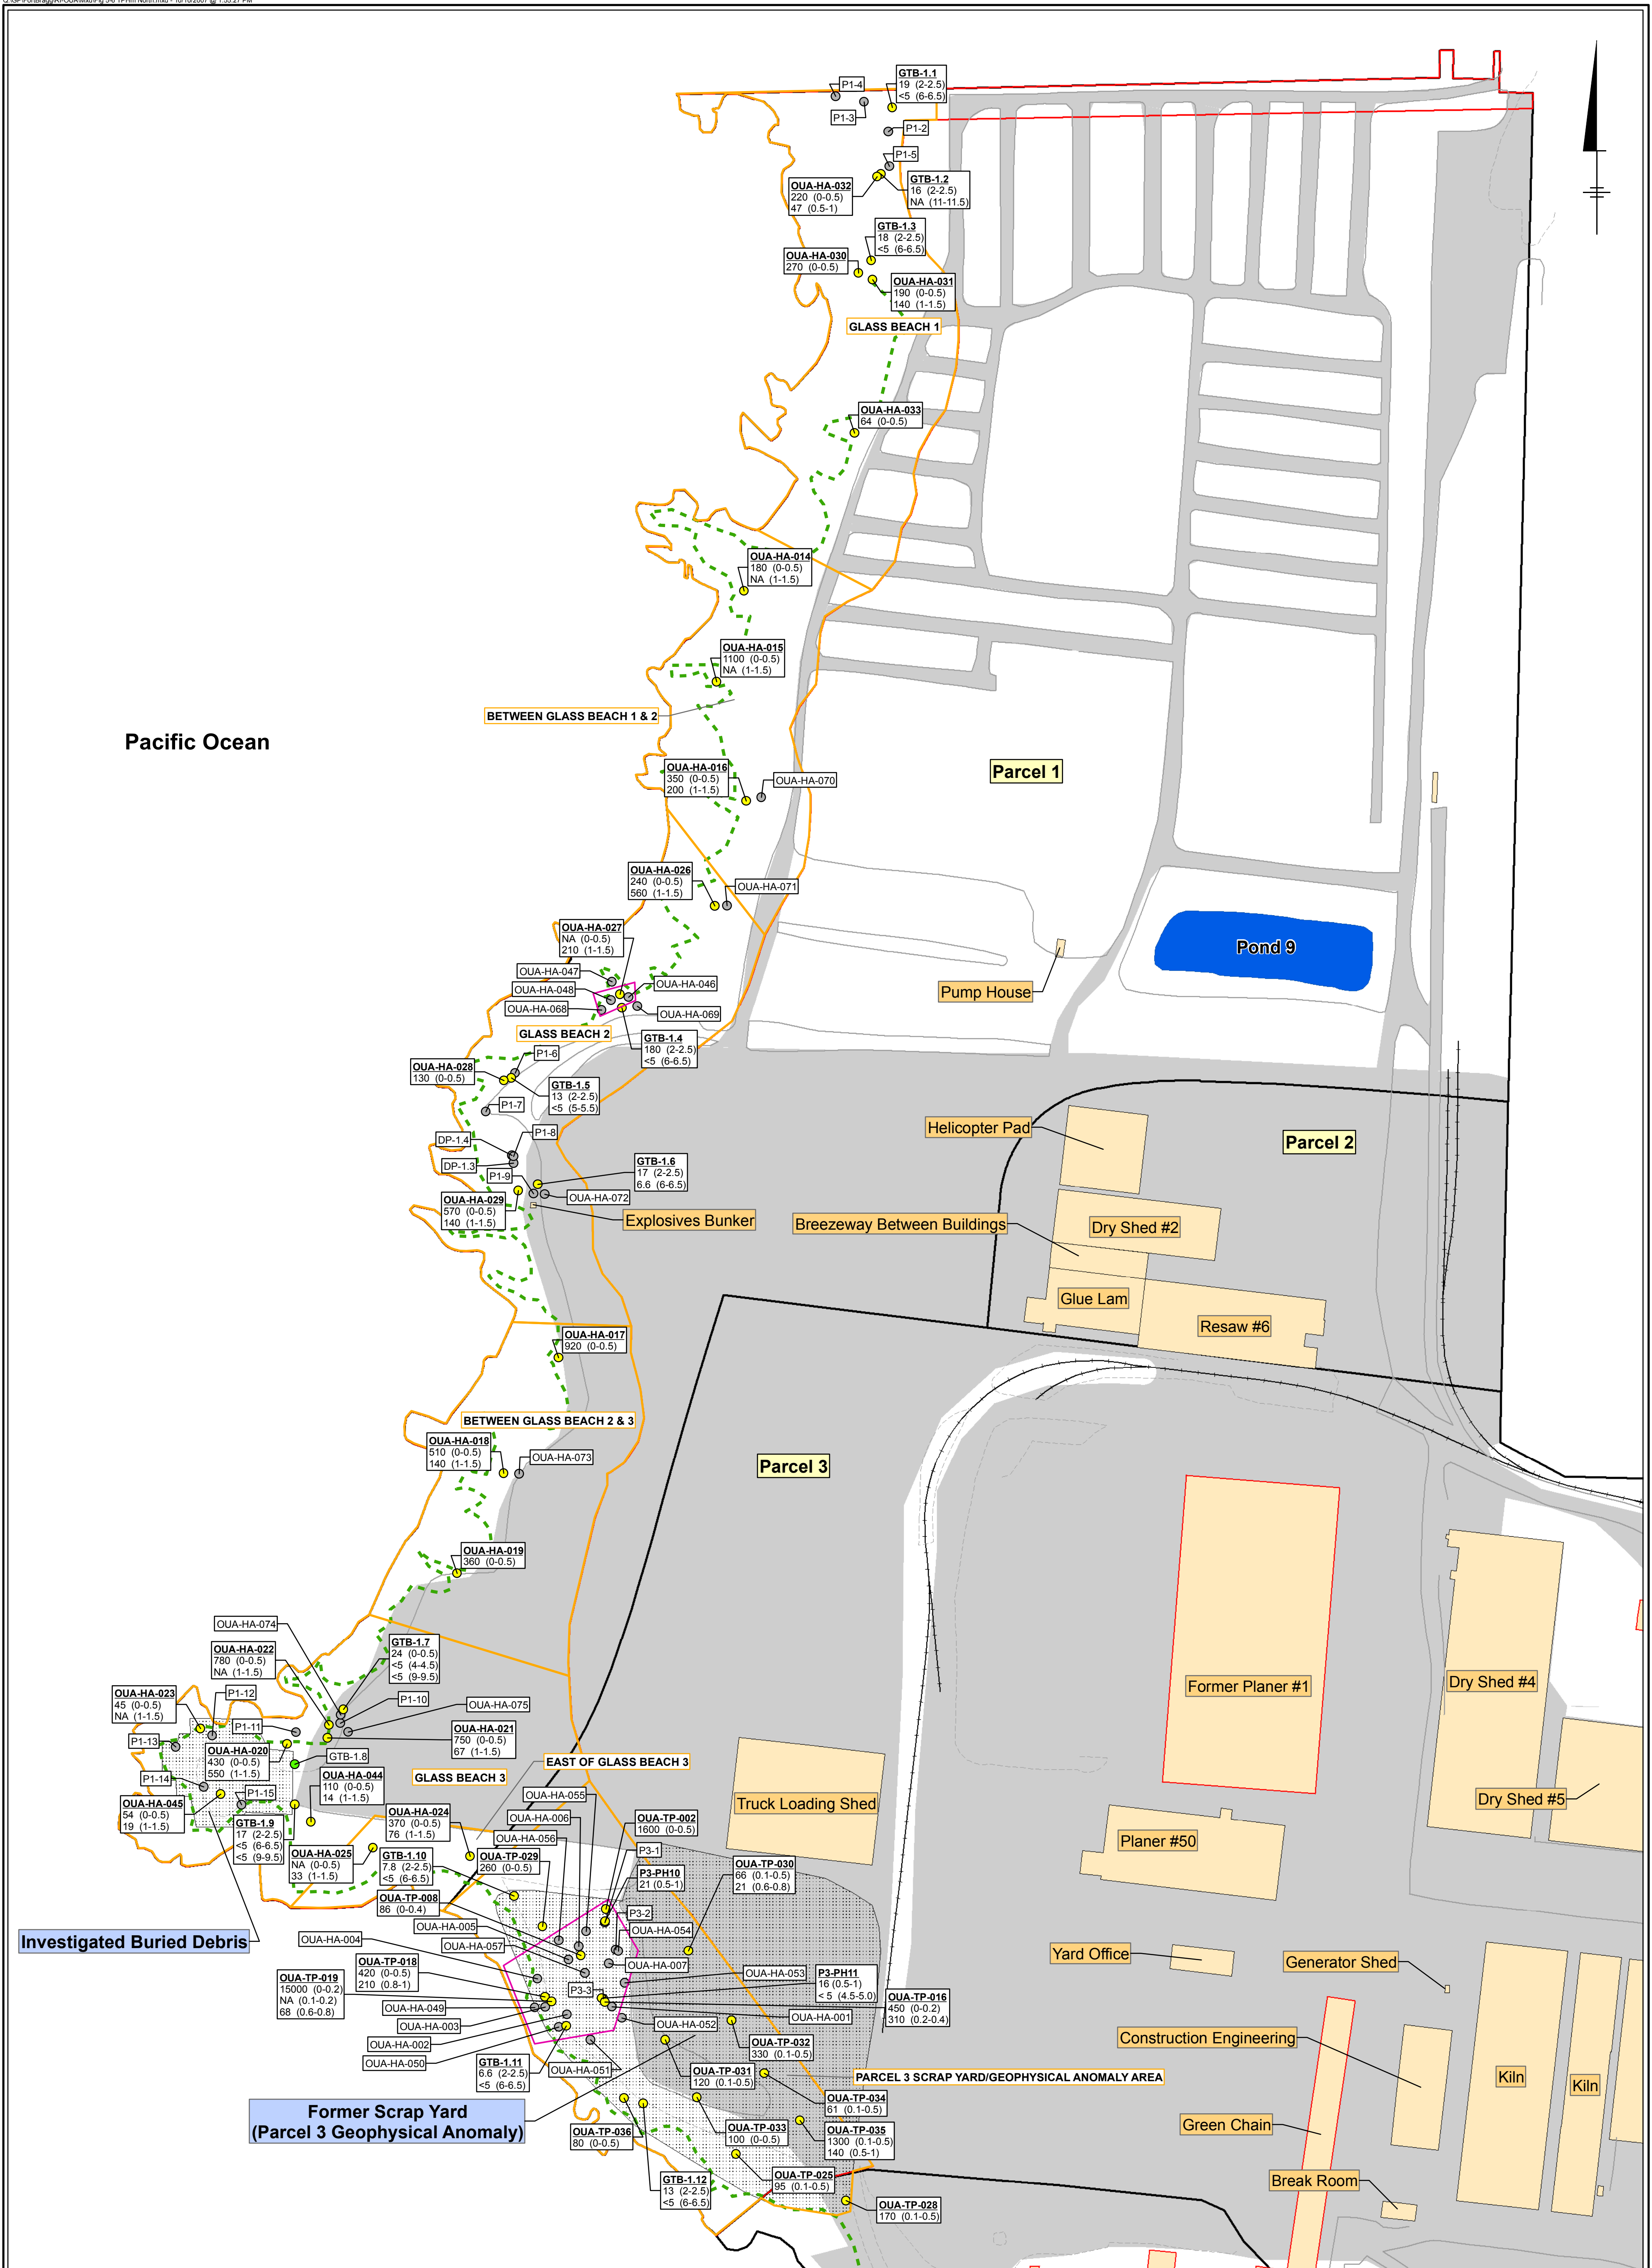 P1-4
GTB-1.1
19 (2-2.5)
<5 (6-6.5)
P1-3
P1-2
P1-5
OUA-HA-032
220 (0-0.5)
47 (0.5-1)
GTB-1.2
16 (2-2.5)
NA (11-11.5)
GTB-1.3
18 (2-2.5)
<5 (6-6.5)
OUA-HA-030
270 (0-0.5)
OUA-HA-031
190 (0-0.5)
140 (1-1.5)
GLASS BEACH 1
OUA-HA-033
64 (0-0.5)
OUA-HA-014
180 (0-0.5)
NA (1-1.5)
OUA-HA-015
1100 (0-0.5)
NA (1-1.5)
BETWEEN GLASS BEACH 1 & 2
Pacific Ocean
Parcel 1
OUA-HA-016
350 (0-0.5)
200 (1-1.5)
OUA-HA-070
OUA-HA-026
240 (0-0.5)
560 (1-1.5)
OUA-HA-071
OUA-HA-027
NA (0-0.5)
210 (1-1.5)
Pond 9
OUA-HA-047
OUA-HA-048
OUA-HA-046
Pump House
OUA-HA-068
OUA-HA-069
GLASS BEACH 2
GTB-1.4
180 (2-2.5)
<5 (6-6.5)
P1-6
OUA-HA-028
130 (0-0.5)
GTB-1.5
13 (2-2.5)
<5 (5-5.5)
P1-7
Helicopter Pad
P1-8
DP-1.4
Parcel 2
DP-1.3
P1-9
GTB-1.6
17 (2-2.5)
6.6 (6-6.5)
OUA-HA-072
OUA-HA-029
570 (0-0.5)
140 (1-1.5)
Explosives Bunker
Breezeway Between Buildings
Dry Shed #2
Glue Lam
Resaw #6
OUA-HA-017
920 (0-0.5)
BETWEEN GLASS BEACH 2 & 3
OUA-HA-018
510 (0-0.5)
140 (1-1.5)
OUA-HA-073
Parcel 3
OUA-HA-019
360 (0-0.5)
OUA-HA-074
OUA-HA-022
780 (0-0.5)
NA (1-1.5)
GTB-1.7
24 (0-0.5)
<5 (4-4.5)
<5 (9-9.5)
Former Planer #1
Dry Shed #4
OUA-HA-023
45 (0-0.5)
NA (1-1.5)
P1-12
P1-10
OUA-HA-075
P1-11
OUA-HA-021
750 (0-0.5)
67 (1-1.5)
P1-13
OUA-HA-020
430 (0-0.5)
550 (1-1.5)
GTB-1.8
EAST OF GLASS BEACH 3
GLASS BEACH 3
P1-14
OUA-HA-044
110 (0-0.5)
14 (1-1.5)
P1-15
OUA-HA-055
Truck Loading Shed
Dry Shed #5
OUA-HA-045
54 (0-0.5)
19 (1-1.5)
OUA-HA-024
370 (0-0.5)
76 (1-1.5)
OUA-HA-006
OUA-TP-002
1600 (0-0.5)
GTB-1.9
17 (2-2.5)
<5 (6-6.5)
<5 (9-9.5)
OUA-HA-056
Planer #50
OUA-HA-025
NA (0-0.5)
33 (1-1.5)
GTB-1.10
7.8 (2-2.5)
<5 (6-6.5)
OUA-TP-029
260 (0-0.5)
P3-1
P3-PH10
21 (0.5-1)
OUA-TP-030
66 (0.1-0.5)
21 (0.6-0.8)
OUA-TP-008
86 (0-0.4)
P3-2
OUA-HA-005
OUA-HA-054
Investigated Buried Debris
OUA-HA-004
OUA-HA-057
OUA-HA-007
Yard Office
Generator Shed
OUA-TP-018
420 (0-0.5)
210 (0.8-1)
OUA-HA-053
P3-PH11
16 (0.5-1)
< 5 (4.5-5.0)
OUA-TP-019
15000 (0-0.2)
NA (0.1-0.2)
68 (0.6-0.8)
P3-3
OUA-TP-016
450 (0-0.2)
310 (0.2-0.4)
OUA-HA-049
OUA-HA-001
OUA-HA-003
OUA-HA-052
OUA-HA-002
OUA-TP-032
330 (0.1-0.5)
Construction Engineering
OUA-HA-050
GTB-1.11
6.6 (2-2.5)
<5 (6-6.5)
OUA-HA-051
OUA-TP-031
120 (0.1-0.5)
PARCEL 3 SCRAP YARD/GEOPHYSICAL ANOMALY AREA
Kiln
Kiln
OUA-TP-034
61 (0.1-0.5)
Former Scrap Yard
(Parcel 3 Geophysical Anomaly)
OUA-TP-036
80 (0-0.5)
OUA-TP-033
100 (0-0.5)
OUA-TP-035
1300 (0.1-0.5)
140 (0.5-1)
Green Chain
GTB-1.12
13 (2-2.5)
<5 (6-6.5)
OUA-TP-025
95 (0.1-0.5)
Break Room
OUA-TP-028
170 (0.1-0.5)